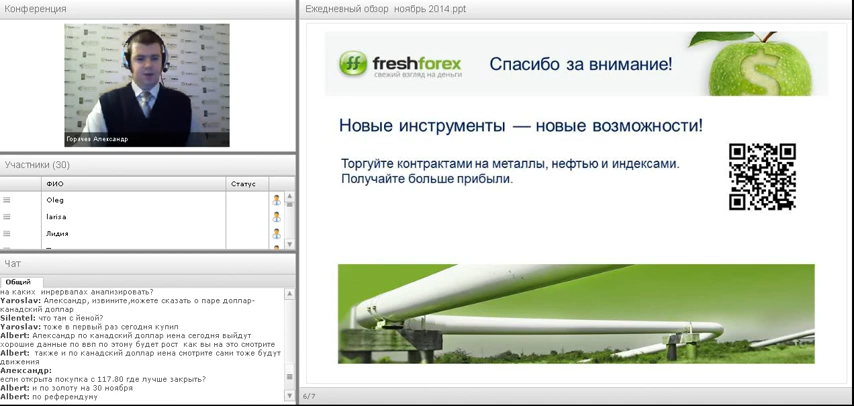 Конференция
Горячев Александр
Участники (30)
ФИО Статус
Oleg
larisa
Лидия
Чат
Общий
на каких инрервалах анализировать?
Yaroslav: Александр, извините,можете сказать о паре доллар-
канадский доллар
Silentel: что там с йеной?
Yaroslav: тоже в первый раз сегодня купил
Albert: Александр по канадский доллар иена сегодня выйдут
хорошие данные по ввп по этому будет рост как вы на это смотрите
Albert: также и по канадский доллар иена смотрите сами тоже будут
движения
Александр:
если открыта покупка с 117.80 где лучше закрыть?
Albert: и по золоту на 30 ноября
Albert: по референдуму
Ежедневный обзор ноябрь 2014.ppt
freshforex
свежий взгляд на деньги
Спасибо за внимание!
Новые инструменты — новые возможности!
Торгуйте контрактами на металлы, нефтью и индексами.
Получайте больше прибыли.
6/7